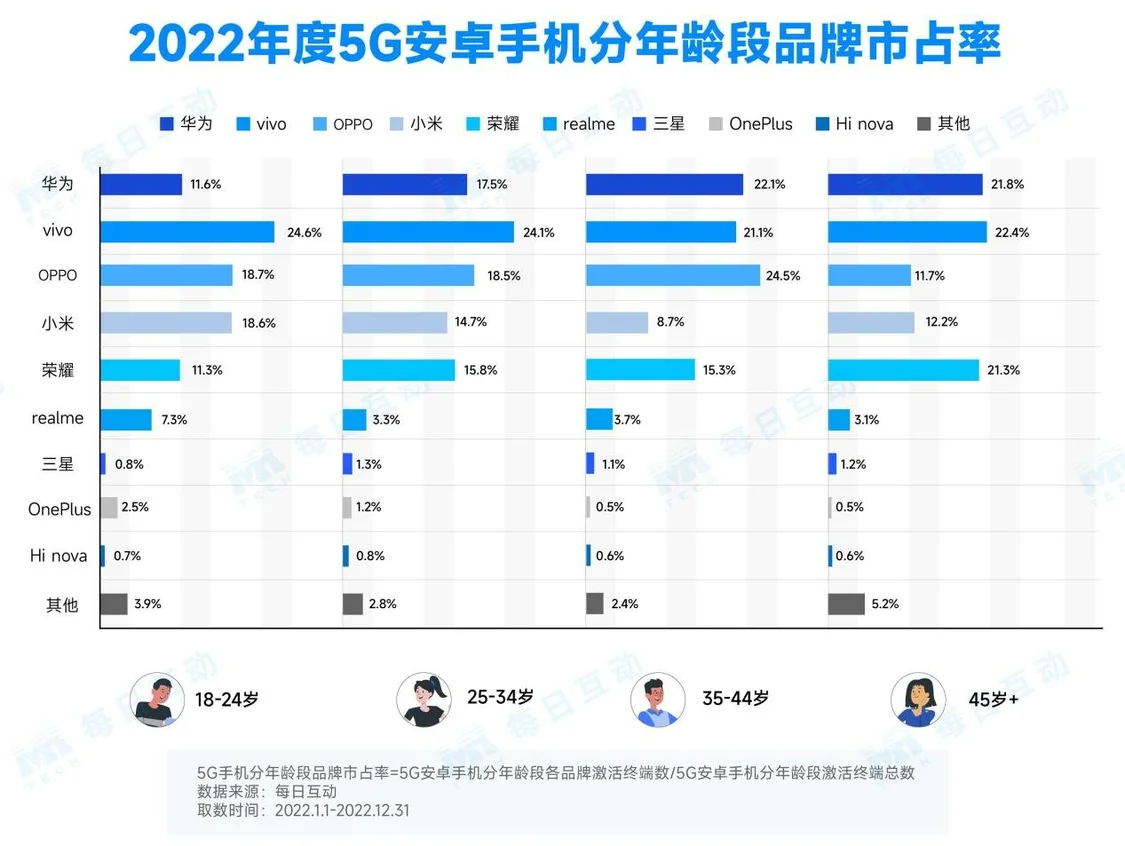 2022年度5G安卓手机分年龄段品牌市占率
华为 vivo OPPO 小米 荣耀 realme 三星 OnePlus Hi nova 其他
华为 11.6% 17.5% 22.1% 21.8%
vivo 24.6% 24.1% 21.1% 22.4%
OPPO 18.7% 18.5% 24.5% 11.7%
小米 18.6% 14.7% 8.7% 12.2%
荣耀 11.3% 15.8% 15.3% 21.3%
realme 7.3% 3.3% 3.7% 3.1%
三星 0.8% 1.3% 1.1% 1.2%
OnePlus 2.5% 1.2% 0.5% 0.5%
Hi nova 0.7% 0.8% 0.6% 0.6%
其他 3.9% 2.8% 2.4% 5.2%
18-24岁 25-34岁 35-44岁 45岁+
5G手机分年龄段品牌市占率=5G安卓手机分年龄段各品牌激活终端数/5G安卓手机分年龄段激活终端总数
数据来源：每日互动
取数时间：2022.1.1-2022.12.31
每日互动